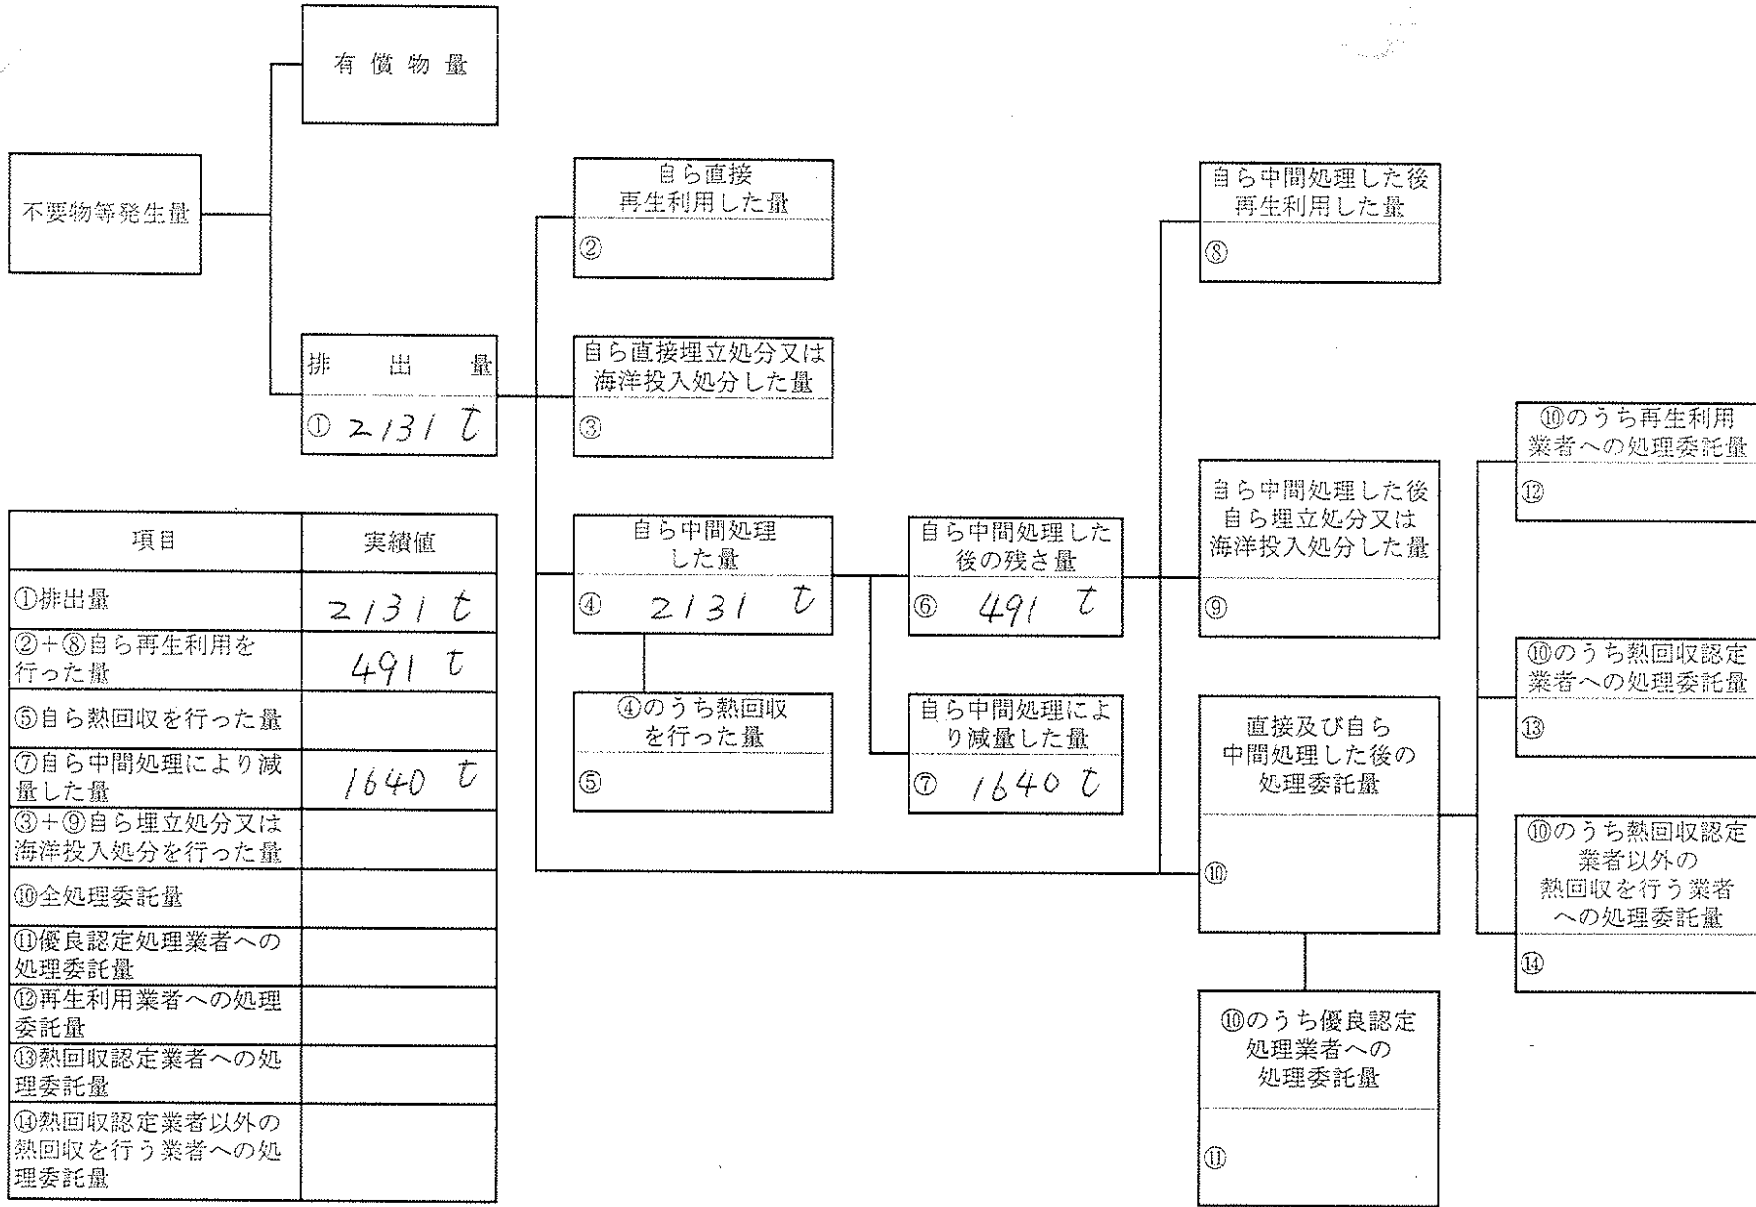 有償物量
不要物等発生量
排出量
① 2131 t
自ら直接
再生利用した量
②
自ら直接埋立処分又は
海洋投入処分した量
③
自ら中間処理
した量
④ 2131 t
④のうち熱回収
を行った量
⑤
自ら中間処理した
後の残さ量
⑥ 491 t
自ら中間処理によ
り減量した量
⑦ 1640 t
自ら中間処理した後
再生利用した量
⑧
自ら中間処理した後
自ら埋立処分又は
海洋投入処分した量
⑨
直接及び自ら
中間処理した後の
処理委託量
⑩
⑩のうち優良認定
処理業者への
処理委託量
⑪
⑩のうち再生利用
業者への処理委託量
⑫
⑩のうち熱回収認定
業者への処理委託量
⑬
⑩のうち熱回収認定
業者以外の
熱回収を行う業者
への処理委託量
⑭
項目 実績値
①排出量 2131 t
②+⑧自ら再生利用を
行った量 491 t
⑤自ら熱回収を行った量
⑦自ら中間処理により減
量した量 1640 t
③+⑨自ら埋立処分又は
海洋投入処分を行った量
⑩全処理委託量
⑪優良認定処理業者への
処理委託量
⑫再生利用業者への処理
委託量
⑬熱回収認定業者への処
理委託量
⑭熱回収認定業者以外の
熱回収を行う業者への処
理委託量